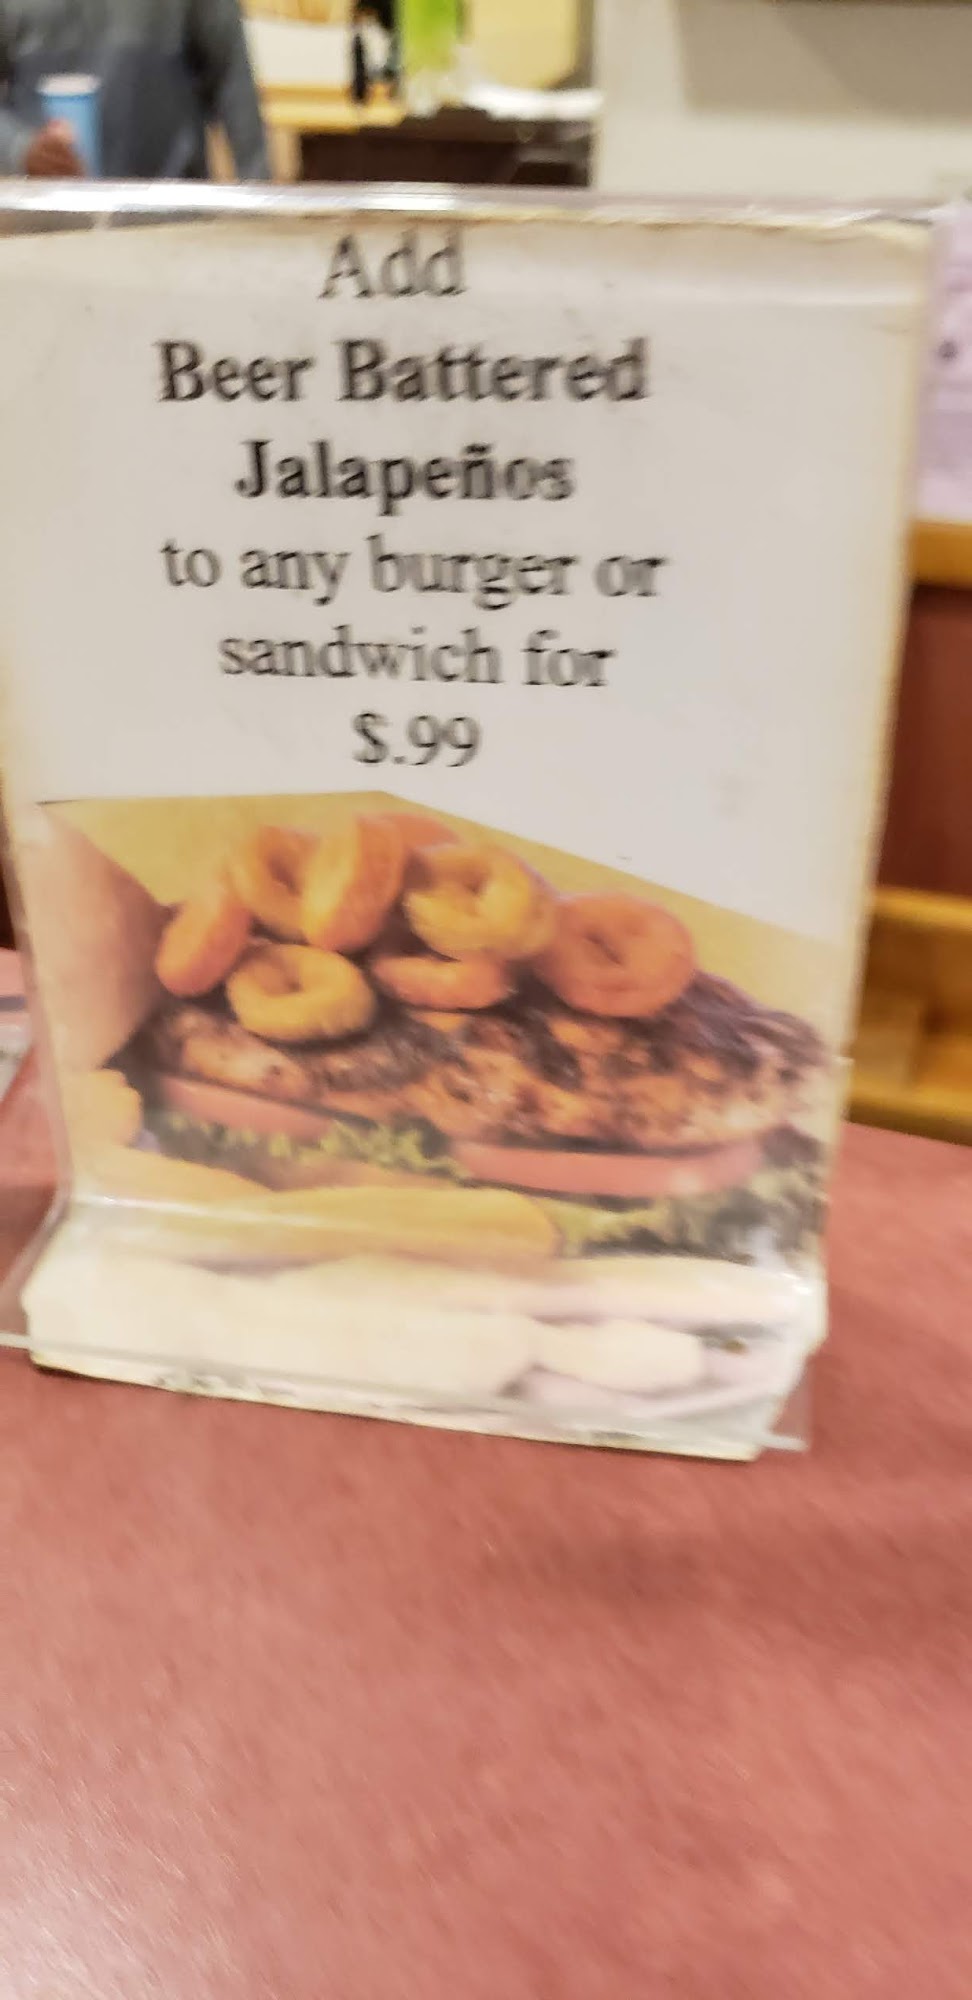 Add
Beer Battered
Jalapeños
to any burger or
sandwich for
$.99